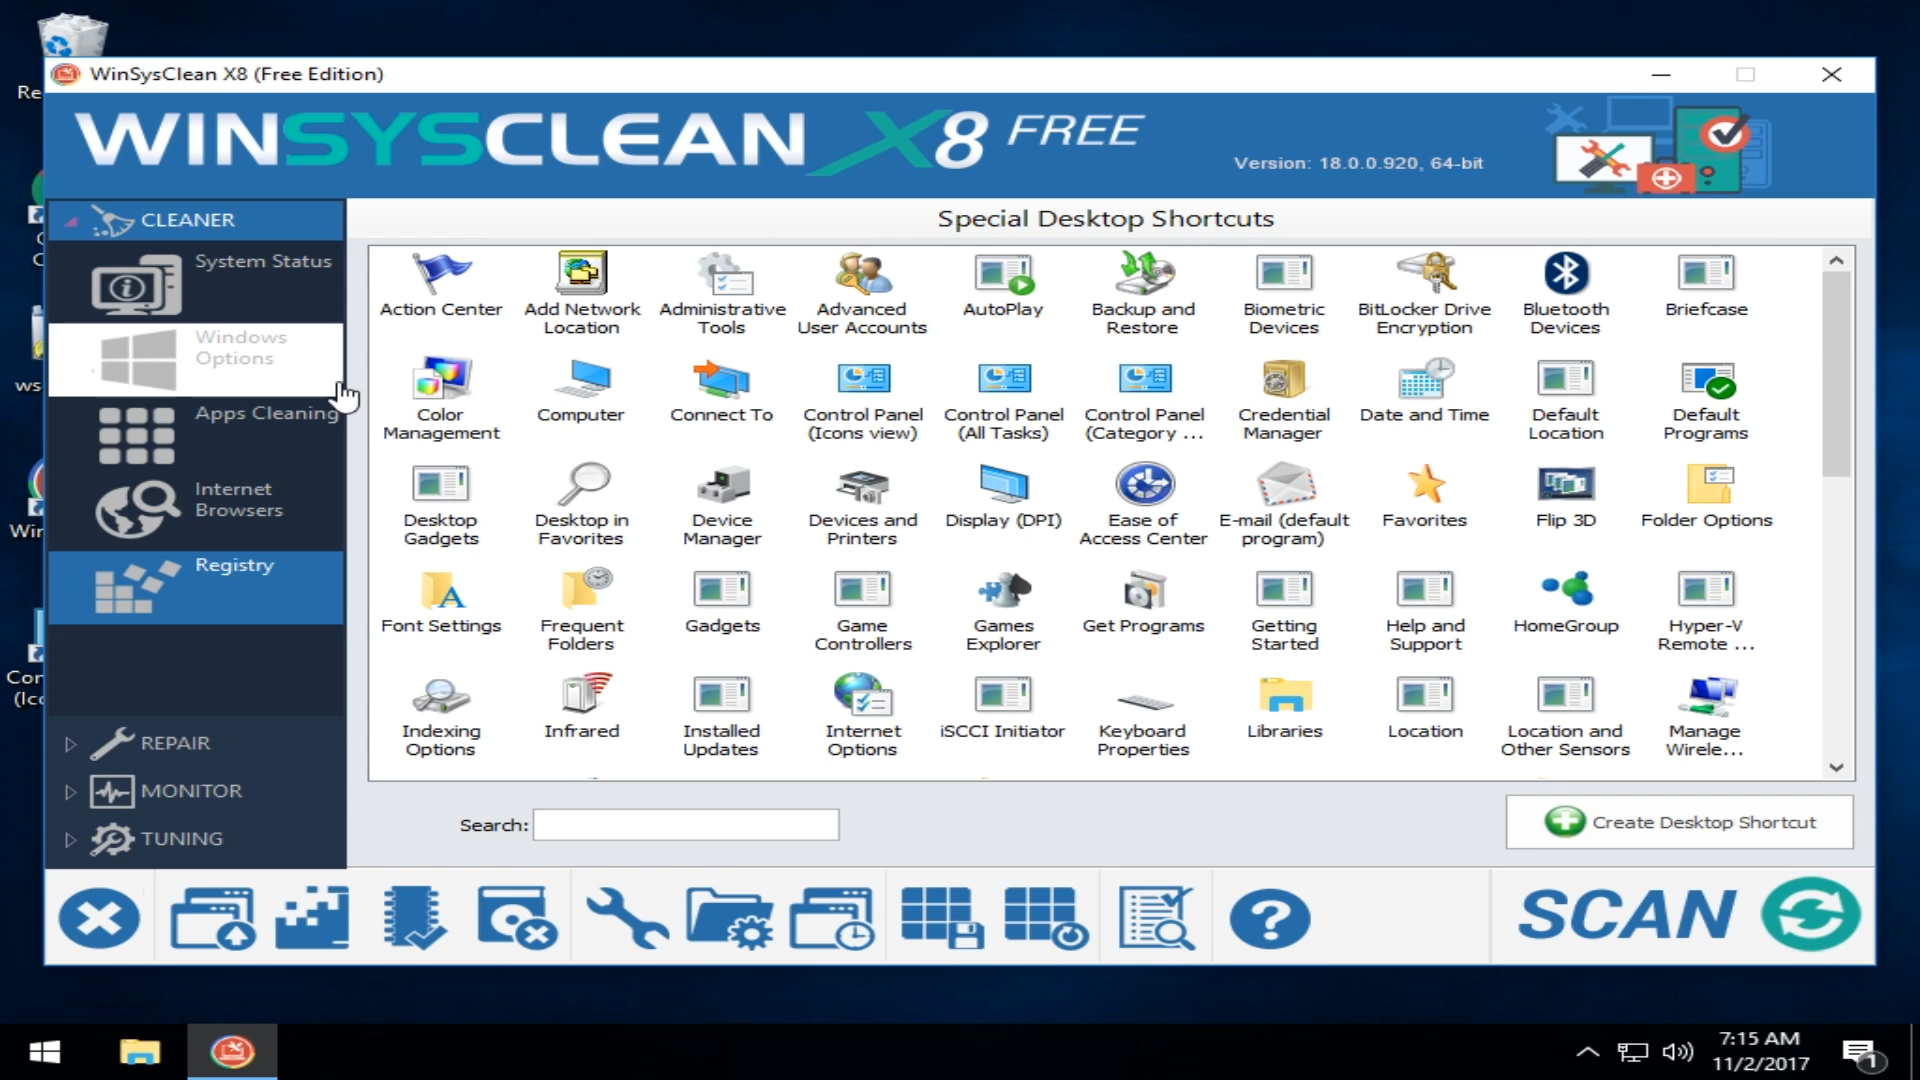 Re
WinSysClean X8 (Free Edition)
WINSYSCLEAN X8 FREE
Version: 18.0.0.920, 64-bit
CLEANER
System Status
Windows
Options
Apps Cleaning
Internet
Browsers
Registry
REPAIR
MONITOR
TUNING
C
C
ws
Wir
Con
(Ico
Special Desktop Shortcuts
Action Center
Add Network
Location
Administrative
Tools
Advanced
User Accounts
AutoPlay
Backup and
Restore
Biometric
Devices
BitLocker Drive
Encryption
Bluetooth
Devices
Briefcase
Color
Management
Computer
Connect To
Control Panel
(Icons view)
Control Panel
(All Tasks)
Control Panel
(Category ...
Credential
Manager
Date and Time
Default
Location
Default
Programs
Desktop
Gadgets
Desktop in
Favorites
Device
Manager
Devices and
Printers
Display (DPI)
Ease of
Access Center
E-mail (default
program)
Favorites
Flip 3D
Folder Options
Font Settings
Frequent
Folders
Gadgets
Game
Controllers
Games
Explorer
Get Programs
Getting
Started
Help and
Support
HomeGroup
Hyper-V
Remote ...
Indexing
Options
Infrared
Installed
Updates
Internet
Options
iSCCI Initiator
Keyboard
Properties
Libraries
Location
Location and
Other Sensors
Manage
Wirele...
Search:
Create Desktop Shortcut
SCAN
7:15 AM
11/2/2017
1